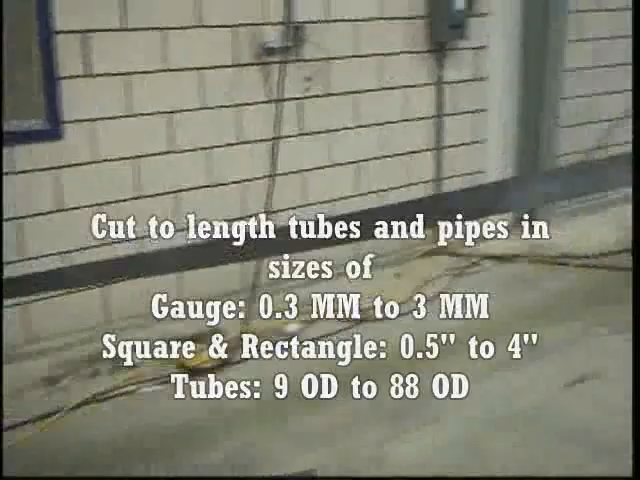 Cut to length tubes and pipes in
sizes of
Gauge: 0.3 MM to 3 MM
Square & Rectangle: 0.5" to 4"
Tubes: 9 OD to 88 OD